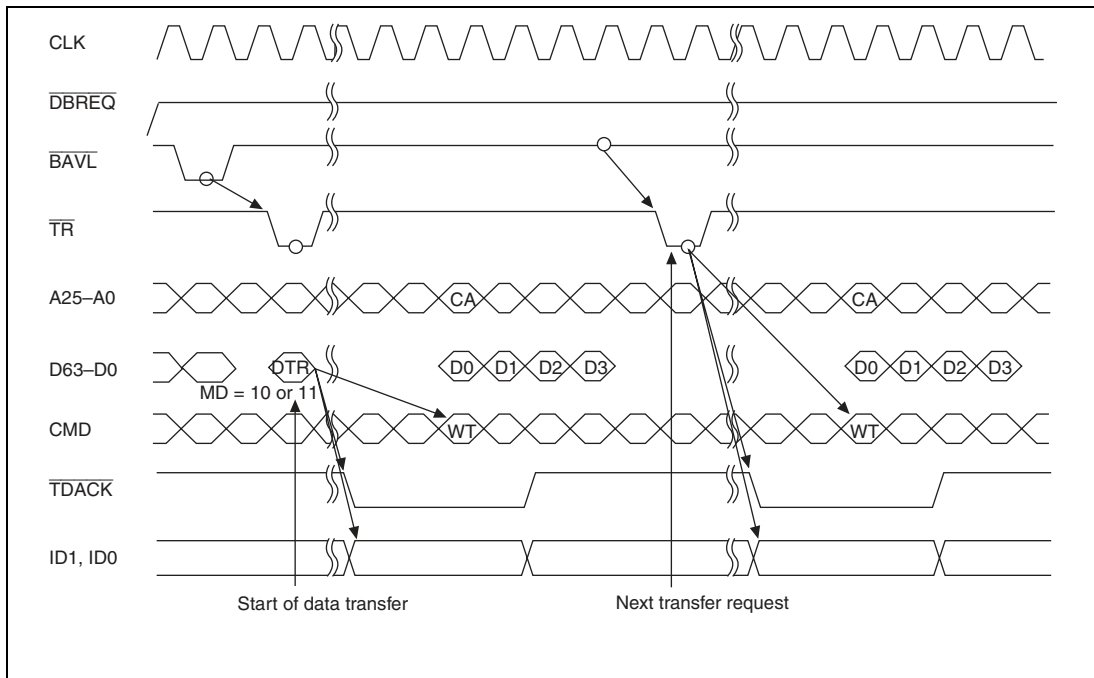 CLK
DBREQ
BAVL
TR
A25–A0 CA CA
D63–D0 DTR D0 D1 D2 D3 D0 D1 D2 D3
MD = 10 or 11
CMD WT WT
TDACK
ID1, ID0
Start of data transfer Next transfer request